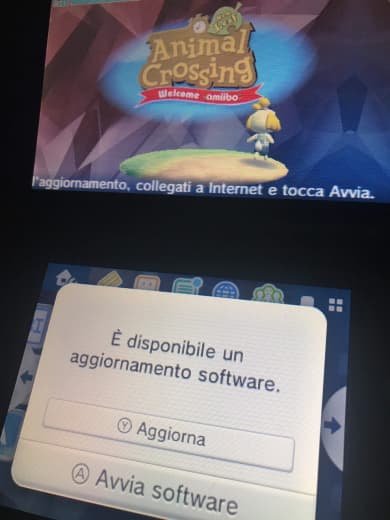 Animal
Crossing
Welcome amiibo
l'aggiornamento, collegati a Internet e tocca Avvia.
È disponibile un
aggiornamento software.
Ⓨ Aggiorna
Ⓐ Avvia software